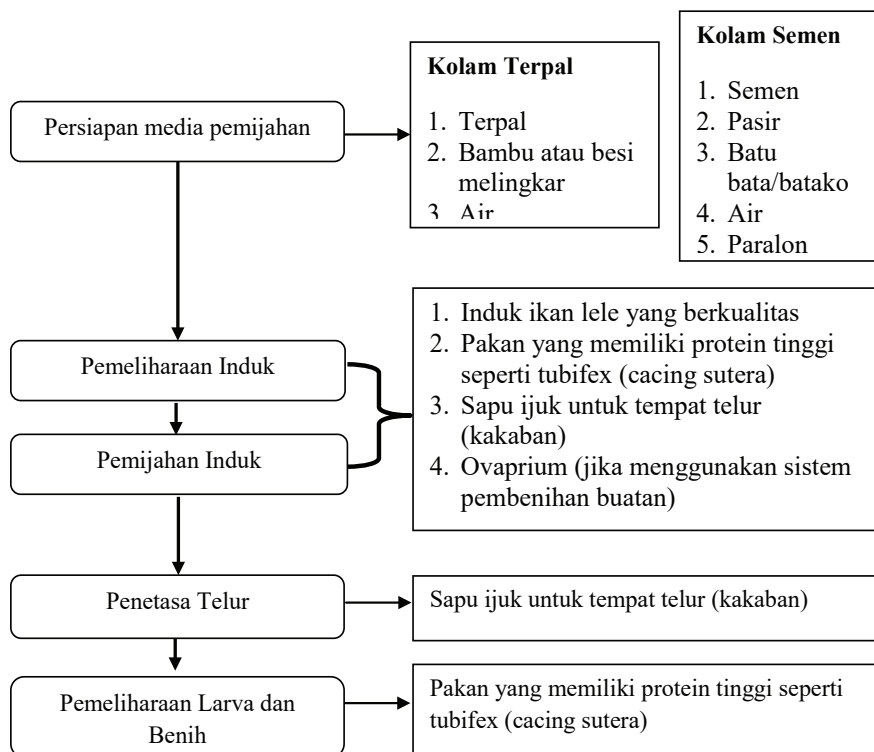 Persiapan media pemijahan
Kolam Terpal
1. Terpal
2. Bambu atau besi
melingkar
3. Air
Kolam Semen
1. Semen
2. Pasir
3. Batu
bata/batako
4. Air
5. Paralon
Pemeliharaan Induk
Pemijahan Induk
1. Induk ikan lele yang berkualitas
2. Pakan yang memiliki protein tinggi
seperti tubifex (cacing sutera)
3. Sapu ijuk untuk tempat telur
(kakaban)
4. Ovaprium (jika menggunakan sistem
pembenihan buatan)
Penetasa Telur
Sapu ijuk untuk tempat telur (kakaban)
Pemeliharaan Larva dan
Benih
Pakan yang memiliki protein tinggi seperti
tubifex (cacing sutera)